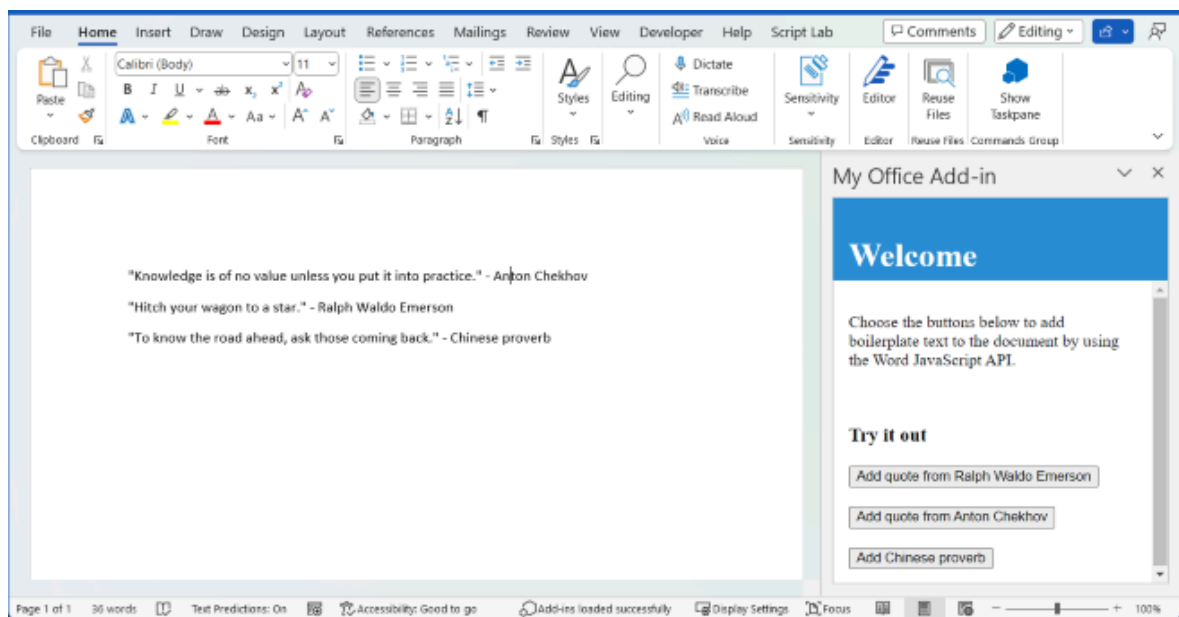 File Home Insert Draw Design Layout References Mailings Review View Developer Help Script Lab Comments Editing
Calibri (Body) 11
Paste
B I U ab x, x² A
A A Aa A^ A˅
Styles
Editing
Dictate
Transcribe
Read Aloud
Sensitivity
Editor
Reuse
Files
Show
Taskpane
Clipboard Font Paragraph Styles Voice Sensitivity Editor Reuse Files Commands Group
"Knowledge is of no value unless you put it into practice." - Anton Chekhov
"Hitch your wagon to a star." - Ralph Waldo Emerson
"To know the road ahead, ask those coming back." - Chinese proverb
My Office Add-in
Welcome
Choose the buttons below to add
boilerplate text to the document by using
the Word JavaScript API.
Try it out
Add quote from Ralph Waldo Emerson
Add quote from Anton Chekhov
Add Chinese proverb
Page 1 of 1 36 words Text Predictions: On Accessibility: Good to go Add-ins loaded successfully Display Settings Focus 100%